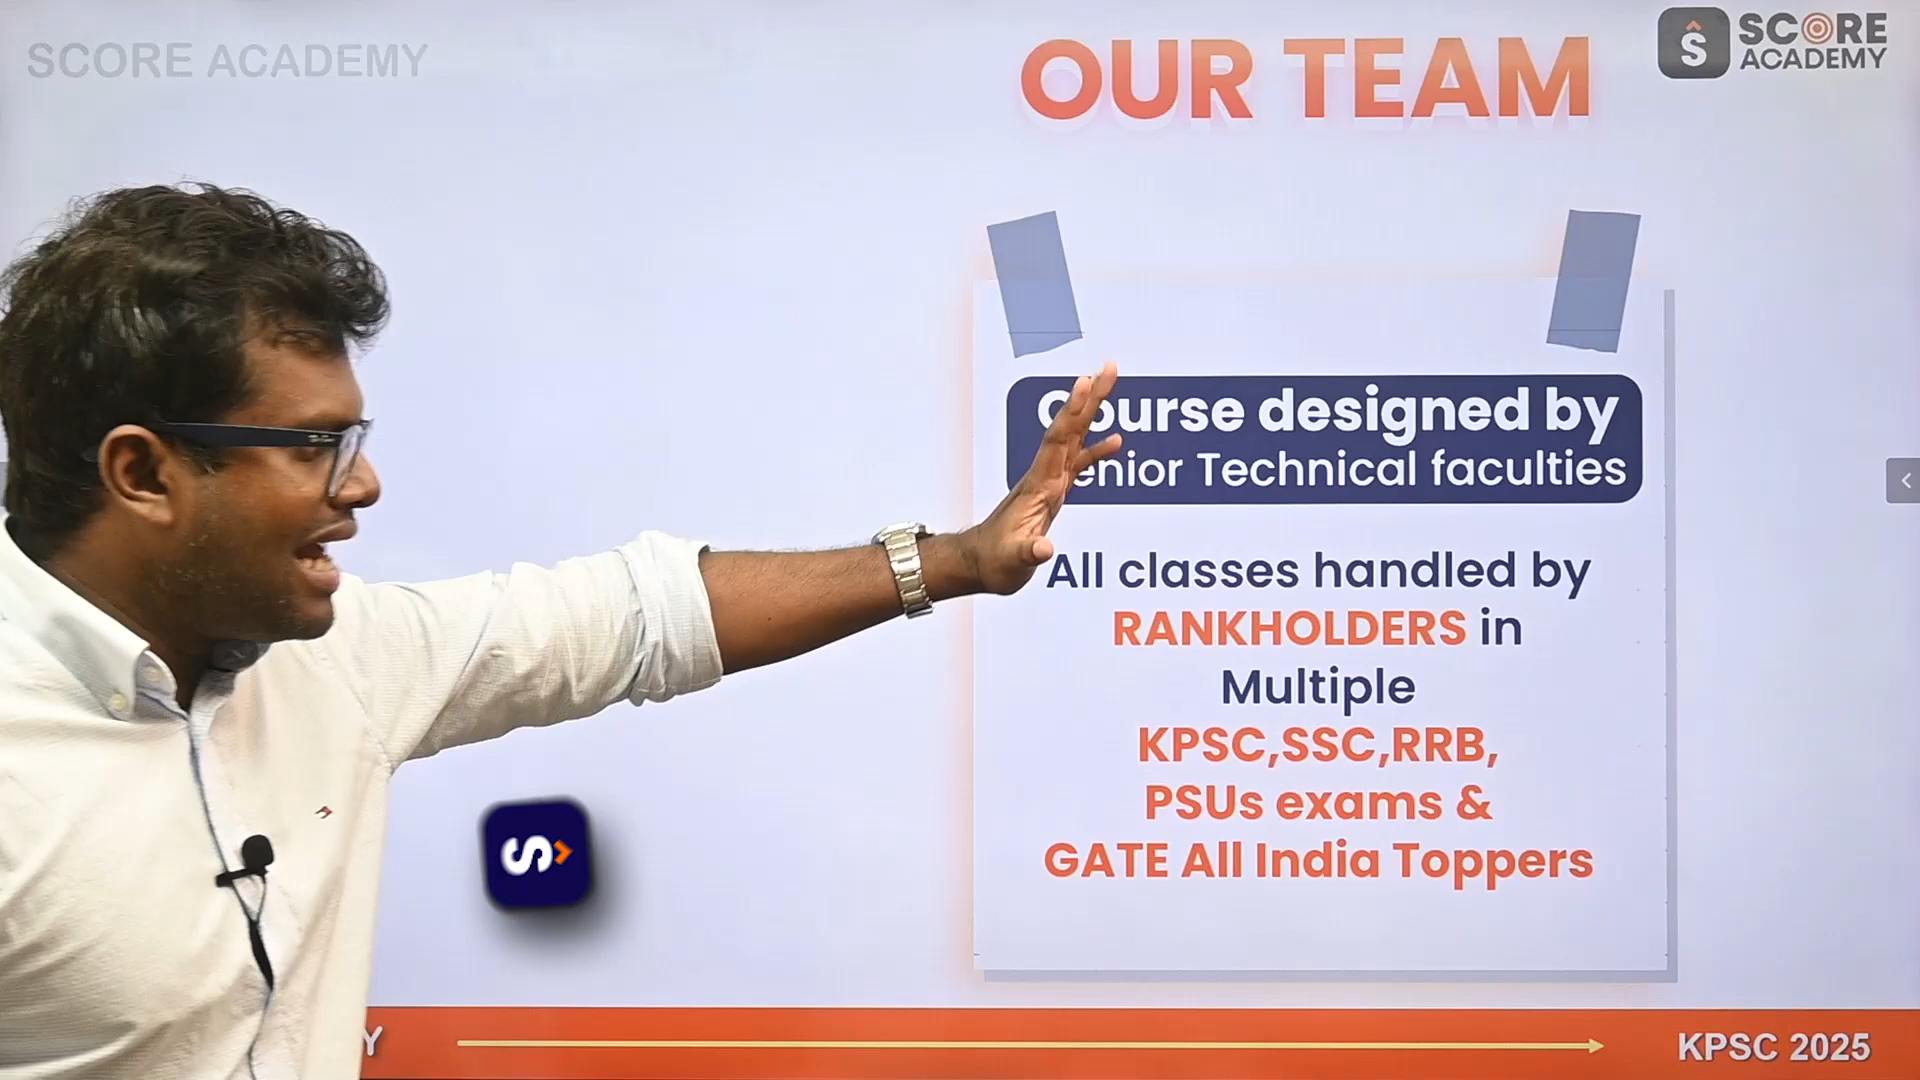 SCORE ACADEMY
OUR TEAM
SCORE
ACADEMY
Course designed by
enior Technical faculties
All classes handled by
RANKHOLDERS in
Multiple
KPSC,SSC,RRB,
PSUs exams &
GATE All India Toppers
Y
KPSC 2025